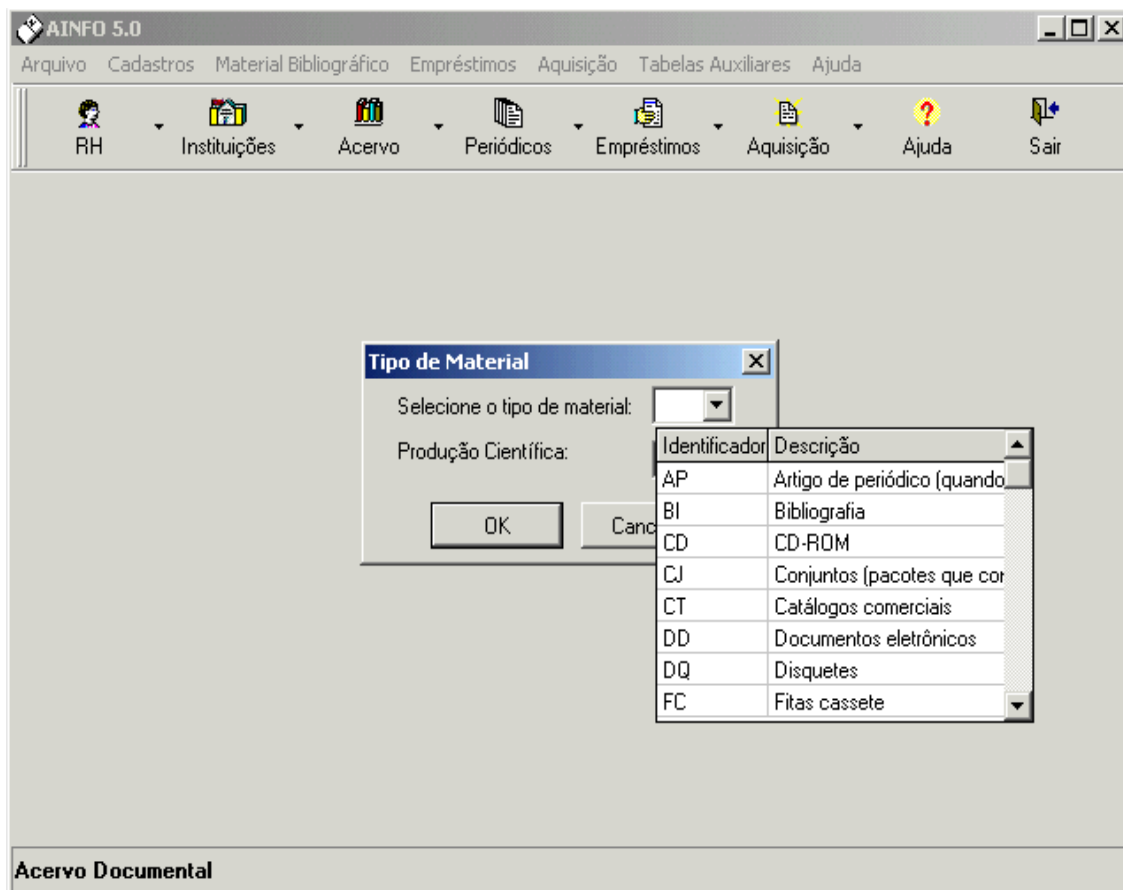 AINFO 5.0
Arquivo Cadastros Material Bibliográfico Empréstimos Aquisição Tabelas Auxiliares Ajuda
RH Instituições Acervo Periódicos Empréstimos Aquisição Ajuda Sair
Tipo de Material
Selecione o tipo de material:
Produção Científica:
OK Canc
Identificador Descrição
AP Artigo de periódico (quando
BI Bibliografia
CD CD-ROM
CJ Conjuntos (pacotes que cor
CT Catálogos comerciais
DD Documentos eletrônicos
DQ Disquetes
FC Fitas cassete
Acervo Documental